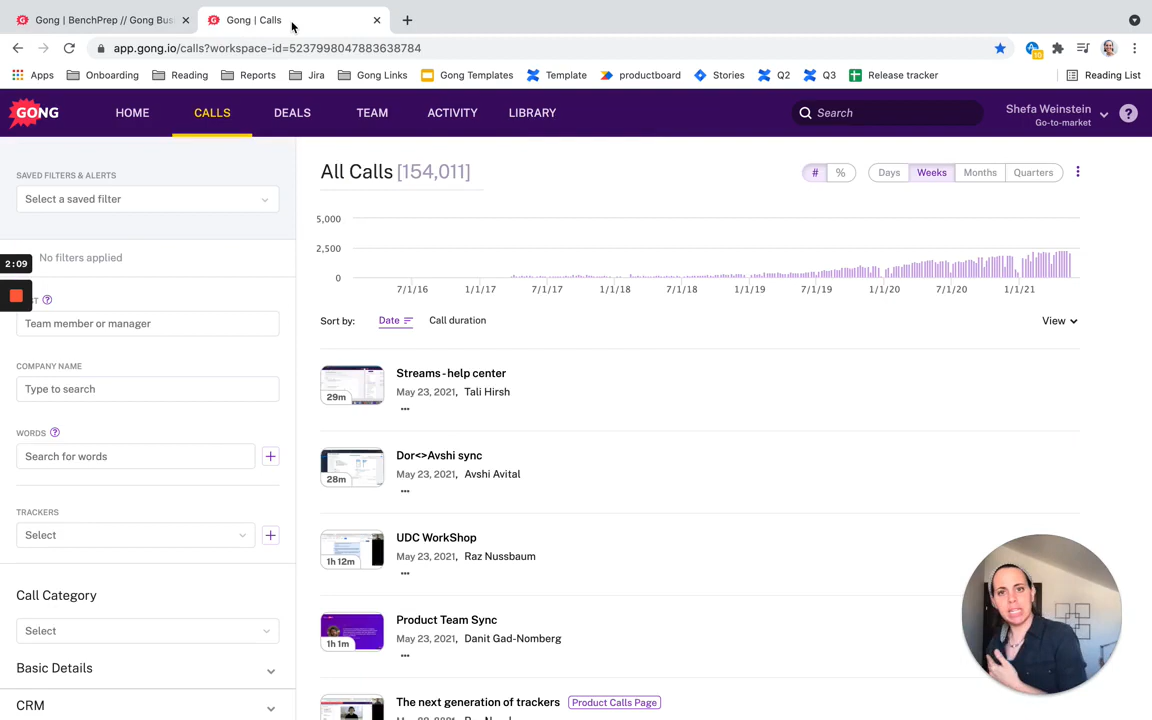 Gong | BenchPrep // Gong Bus
Gong | Calls
app.gong.io/calls?workspace-id=5237998047883638784
10
Apps Onboarding Reading Reports Jira Gong Links Gong Templates Template productboard Stories Q2 Q3 Release tracker Reading List
GONG HOME CALLS DEALS TEAM ACTIVITY LIBRARY Search Shefa Weinstein
Go-to-market
?
SAVED FILTERS & ALERTS
Select a saved filter
No filters applied
2:09
ST ?
Team member or manager
COMPANY NAME
Type to search
WORDS ?
Search for words
+
TRACKERS
Select
+
Call Category
Select
Basic Details
CRM
All Calls [154,011]
# % Days Weeks Months Quarters
5,000
2,500
0
7/1/16 1/1/17 7/1/17 1/1/18 7/1/18 1/1/19 7/1/19 1/1/20 7/1/20 1/1/21
Sort by: Date Call duration View
Streams - help center
29m
May 23, 2021, Tali Hirsh
...
Dor<>Avshi sync
28m
May 23, 2021, Avshi Avital
...
UDC WorkShop
1h 12m
May 23, 2021, Raz Nussbaum
...
Product Team Sync
1h 1m
May 23, 2021, Danit Gad-Nomberg
...
The next generation of trackers Product Calls Page